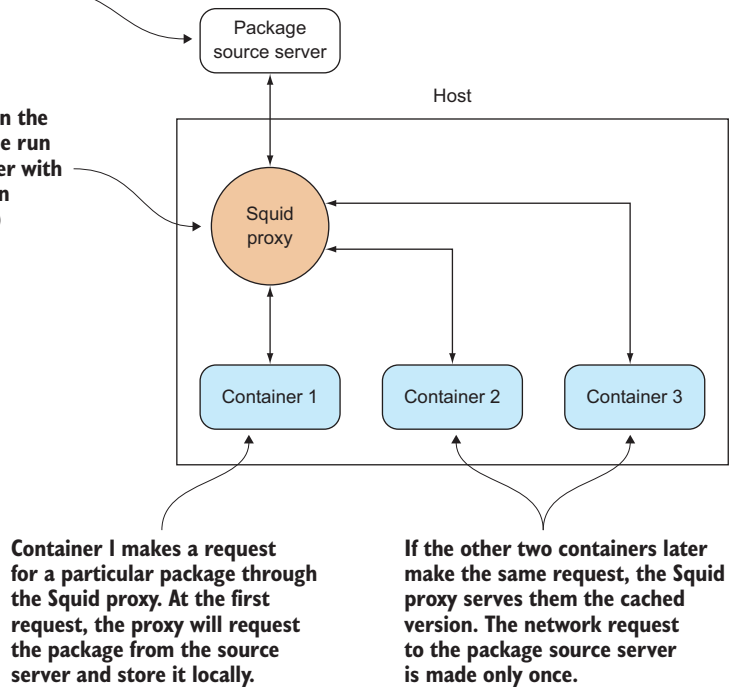 Package
source server
Host
n the
e run
er with
n
Squid
proxy
Container 1
Container 2
Container 3
Container 1 makes a request
for a particular package through
the Squid proxy. At the first
request, the proxy will request
the package from the source
server and store it locally.
If the other two containers later
make the same request, the Squid
proxy serves them the cached
version. The network request
to the package source server
is made only once.